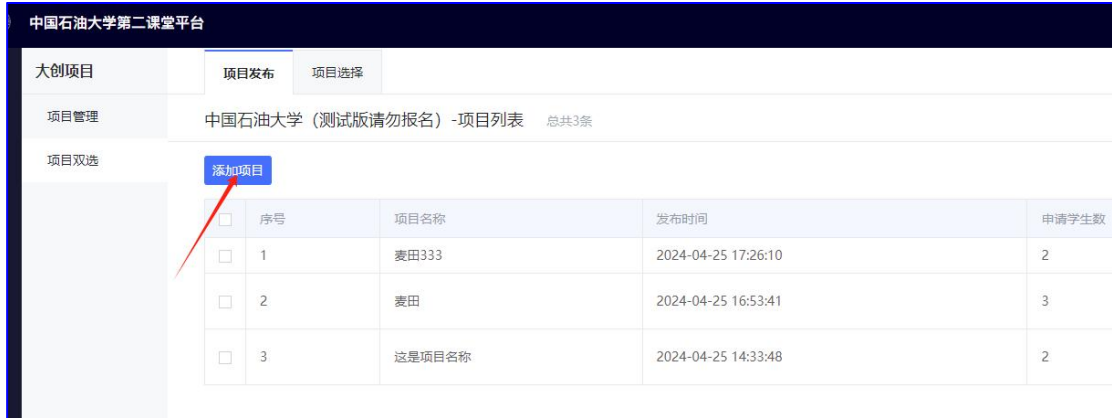 中国石油大学第二课堂平台
大创项目
项目发布 项目选择
项目管理
中国石油大学（测试版请勿报名）-项目列表 总共3条
项目双选
添加项目
序号 项目名称 发布时间 申请学生数
1 麦田333 2024-04-25 17:26:10 2
2 麦田 2024-04-25 16:53:41 3
3 这是项目名称 2024-04-25 14:33:48 2